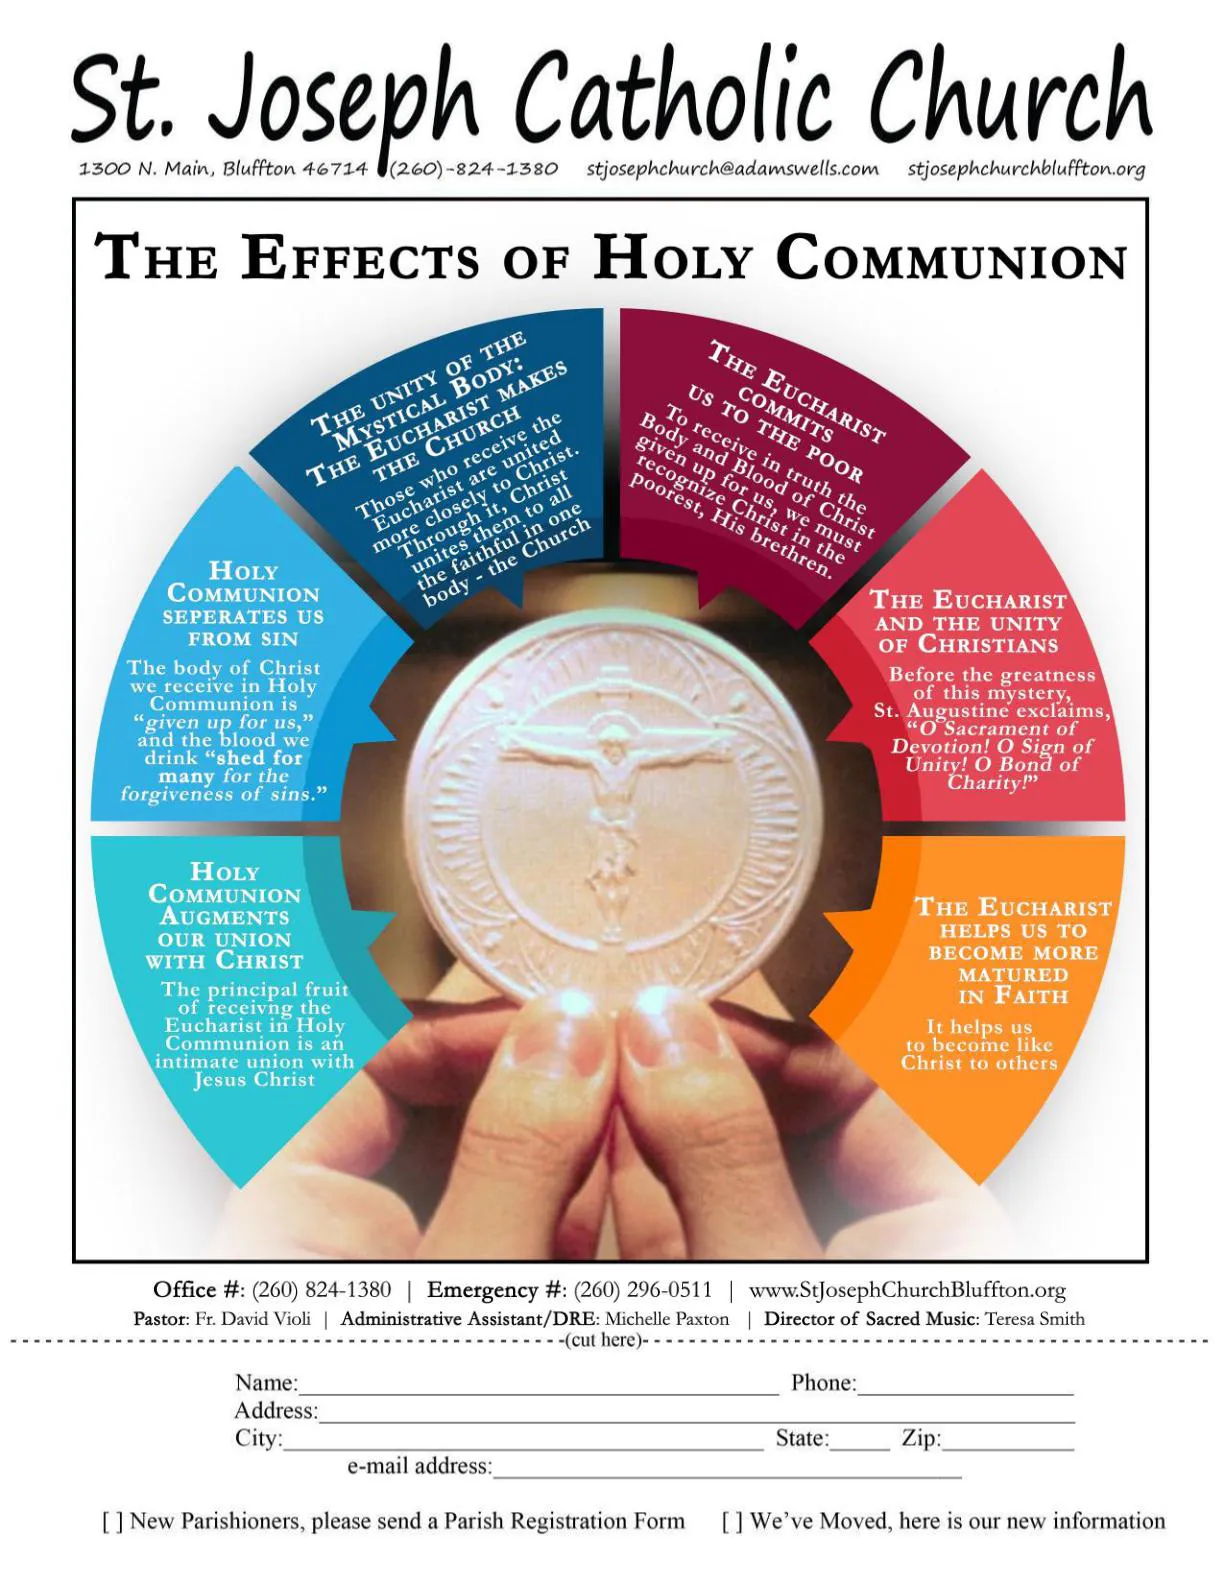 St. Joseph Catholic Church
1300 N. Main, Bluffton 46714 (260)-824-1380 stjosephchurch@adamswells.com stjosephchurchbluffton.org
THE EFFECTS OF HOLY COMMUNION
THE UNITY OF THE
MYSTICAL BODY:
THE EUCHARIST MAKES
THE CHURCH
Those who receive the
Eucharist are united
more closely to Christ.
Through it, Christ
unites them to all
the faithful in one
body - the Church
THE EUCHARIST
COMMITS
US TO THE POOR
To receive in truth the
Body and Blood of Christ
given up for us, we must
recognize Christ in the
poorest, His brethren.
HOLY
COMMUNION
SEPERATES US
FROM SIN
The body of Christ
we receive in Holy
Communion is
“given up for us,”
and the blood we
drink “shed for
many for the
forgiveness of sins.”
THE EUCHARIST
AND THE UNITY
OF CHRISTIANS
Before the greatness
of this mystery,
St. Augustine exclaims,
“O Sacrament of
Devotion! O Sign of
Unity! O Bond of
Charity!”
HOLY
COMMUNION
AUGMENTS
OUR UNION
WITH CHRIST
The principal fruit
of receivng the
Eucharist in Holy
Communion is an
intimate union with
Jesus Christ
THE EUCHARIST
HELPS US TO
BECOME MORE
MATURED
IN FAITH
It helps us
to become like
Christ to others
Office #: (260) 824-1380 | Emergency #: (260) 296-0511 | www.StJosephChurchBluffton.org
Pastor: Fr. David Violi | Administrative Assistant/DRE: Michelle Paxton | Director of Sacred Music: Teresa Smith
-(cut here)-
Name: Phone:
Address:
City: State: Zip:
e-mail address:
[ ] New Parishioners, please send a Parish Registration Form [ ] We’ve Moved, here is our new information